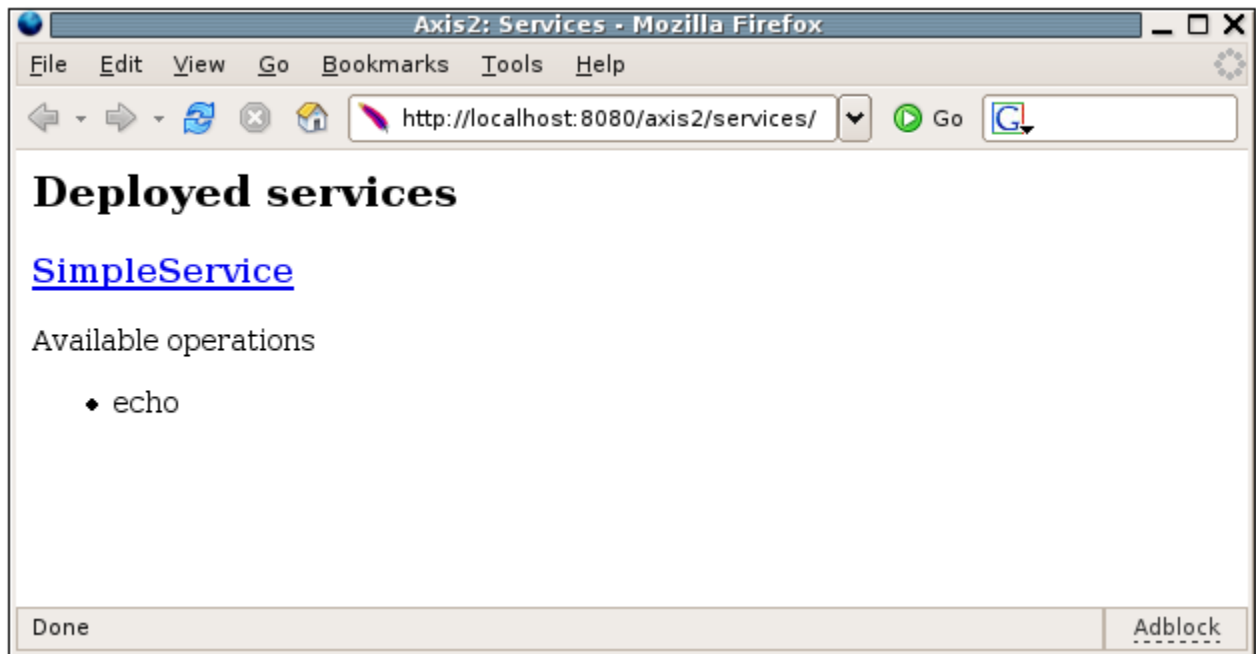 Axis2: Services - Mozilla Firefox
File Edit View Go Bookmarks Tools Help
http://localhost:8080/axis2/services/ Go G
Deployed services
SimpleService
Available operations
• echo
Done Adblock